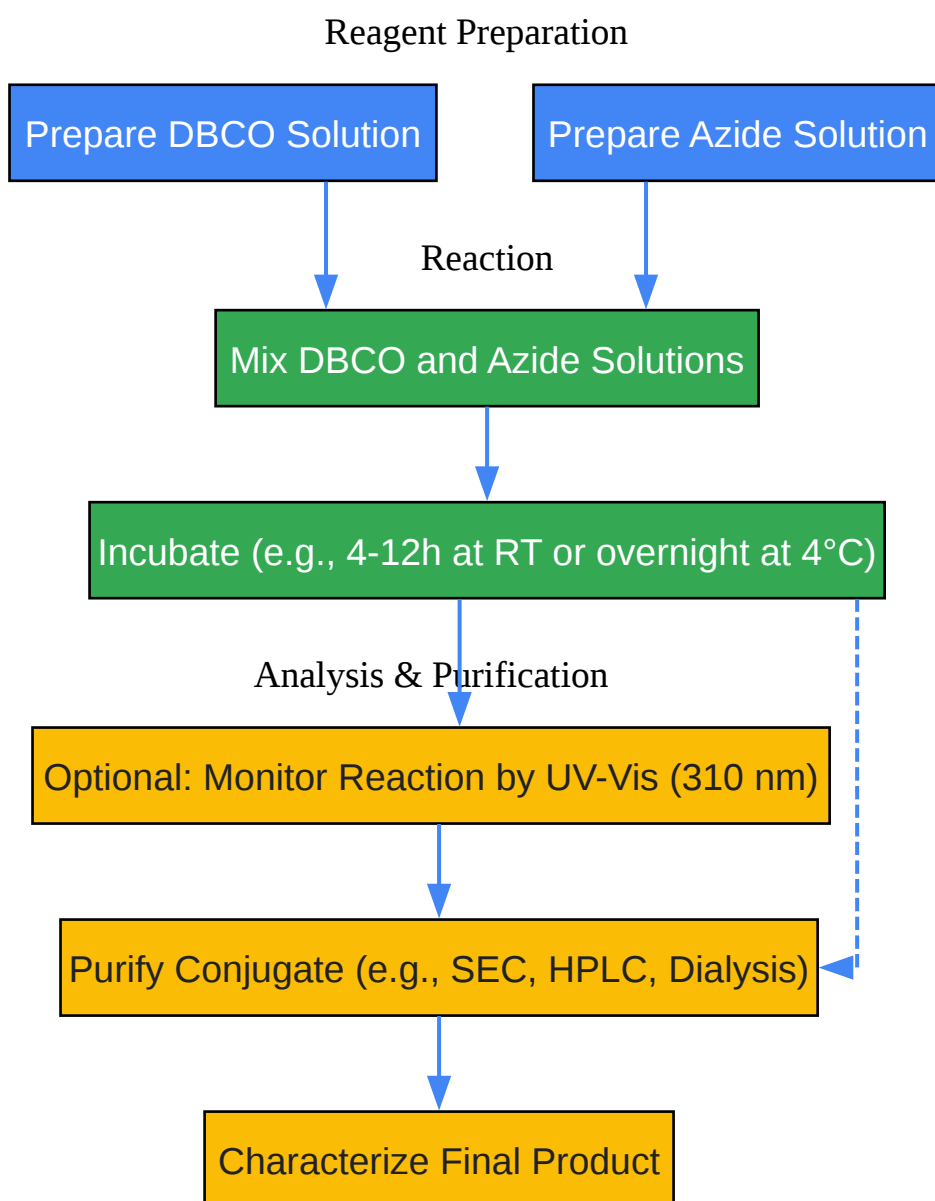 Reagent Preparation
Prepare DBCO Solution
Prepare Azide Solution
Reaction
Mix DBCO and Azide Solutions
Incubate (e.g., 4-12h at RT or overnight at 4°C)
Analysis & Purification
Optional: Monitor Reaction by UV-Vis (310 nm)
Purify Conjugate (e.g., SEC, HPLC, Dialysis)
Characterize Final Product